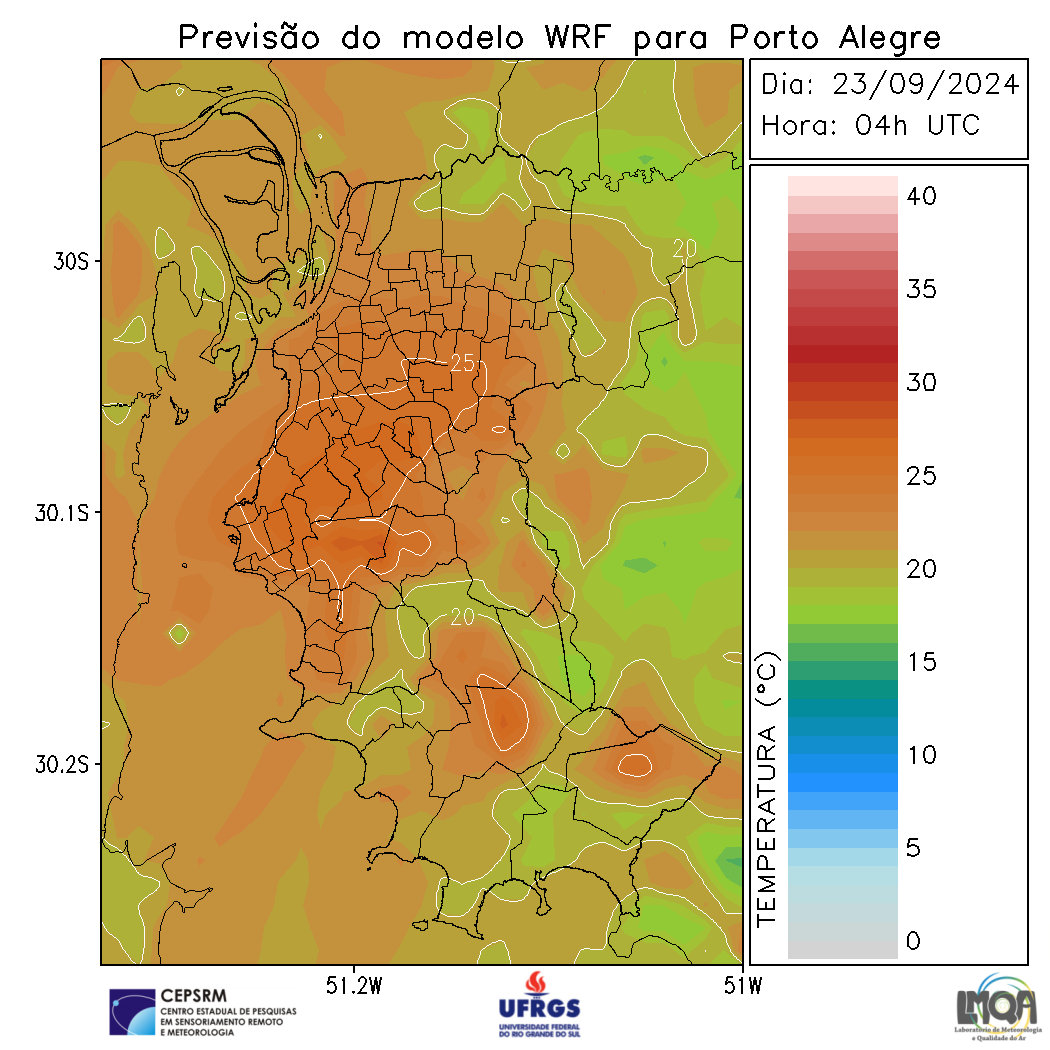 Previsão do modelo WRF para Porto Alegre
Dia: 23/09/2024
Hora: 04h UTC
40
35
30
25
20
15
10
5
0
TEMPERATURA (°C)
30S
30.1S
30.2S
51.2W
51W
20
20
25
20
CEPSRM
CENTRO ESTADUAL DE PESQUISAS
EM SENSORIAMENTO REMOTO
E METEOROLOGIA
UFRGS
UNIVERSIDADE FEDERAL
DO RIO GRANDE DO SUL
LMQA
Laboratório de Meteorologia
e Qualidade do Ar